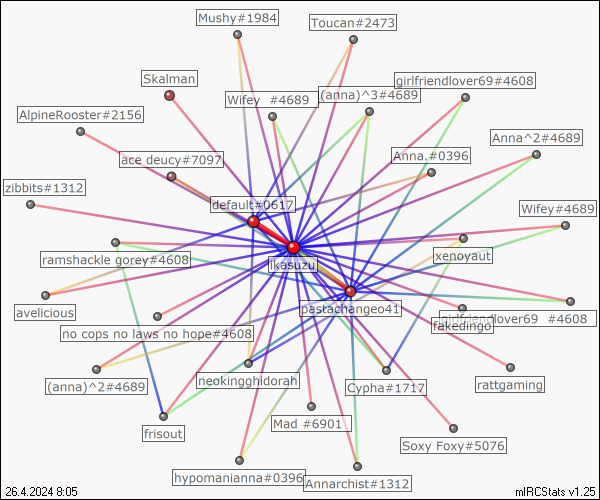 Mushy#1984
Toucan#2473
Skalman
girlfriendlover69#4608
Wifey  #4689
(anna)^3#4689
AlpineRooster#2156
Anna^2#4689
ace deucy#7097
Anna.#0396
zibbits#1312
default#0617
Wifey#4689
ramshackle gorey#4608
xenoyaut
ikasuzu
avelicious
pastachangeo41
girlfriendlover69  #4608
fakedingo
no cops no laws no hope#4608
(anna)^2#4689
neokingghidorah
Cypha#1717
rattgaming
Mad #6901
frisout
Soxy Foxy#5076
hypomanianna#0396
Annarchist#1312
26.4.2024 8:05
mIRCStats v1.25